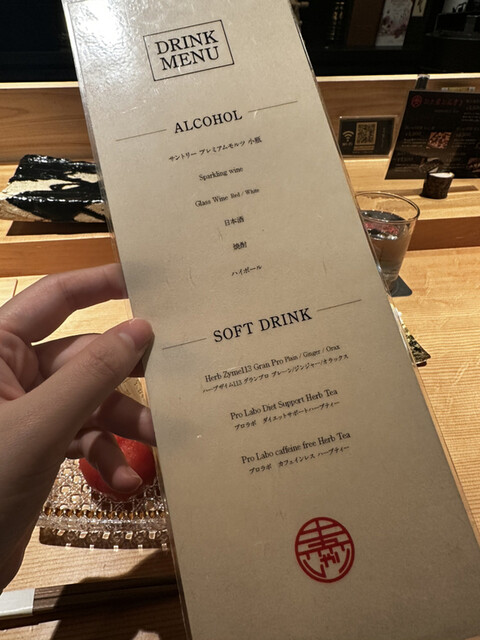 DRINK
MENU
ALCOHOL
サントリー プレミアムモルツ 小瓶
Sparkling wine
Glass Wine Red / White
日本酒
焼酎
ハイボール
SOFT DRINK
Herb Zyme113 Gran Pro Plain / Ginger / Orax
ハーブザイム113 グランプロ プレーン/ジンジャー/オラックス
Pro Labo Diet Support Herb Tea
プロラボ ダイエットサポートハーブティー
Pro Labo caffeine free Herb Tea
プロラボ カフェインレス ハーブティー